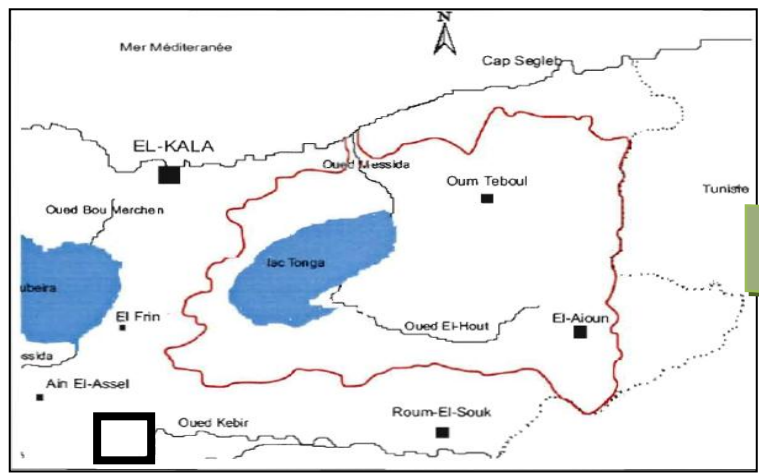 N
Mer Méditeranée
Cap Segleb
EL-KALA
Oued Messida
Oum Teboul
Tunisie
Oued Bou Merchen
lac Tonga
ubeira
El Frin
Oued El-Hout
El-Aioun
ssida
Ain El-Assel
Roum-El-Souk
Oued Kebir
s